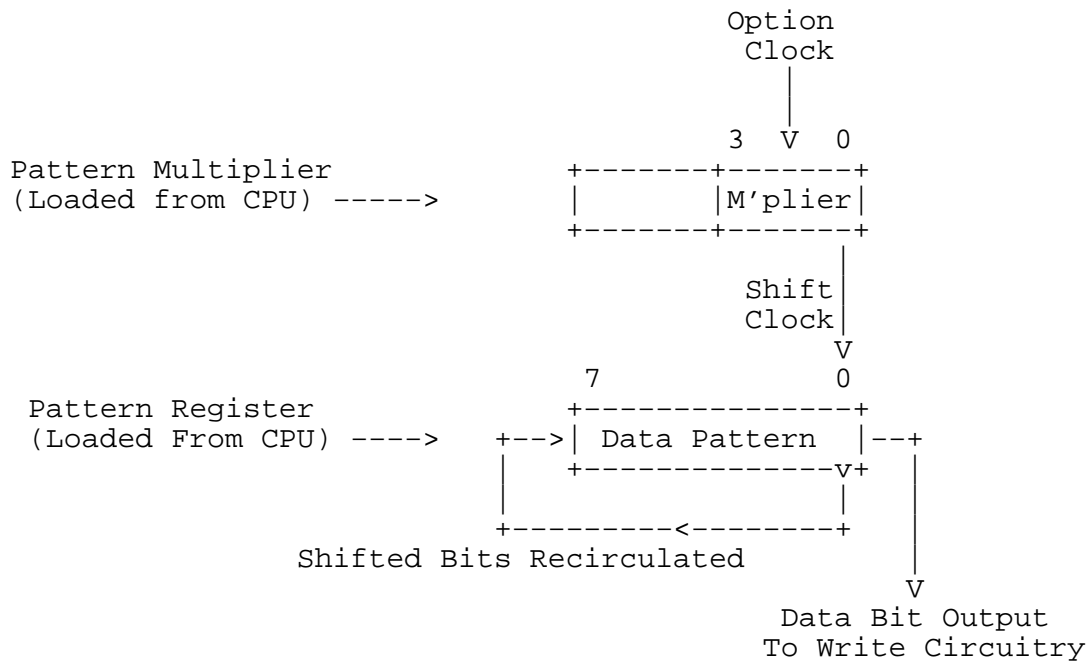 Option
Clock
3 V 0
Pattern Multiplier
(Loaded from CPU) ----->
M'plier
Shift
Clock
V
7 0
Pattern Register
(Loaded From CPU) ----> +-->| Data Pattern |--+
v
Shifted Bits Recirculated
V
Data Bit Output
To Write Circuitry